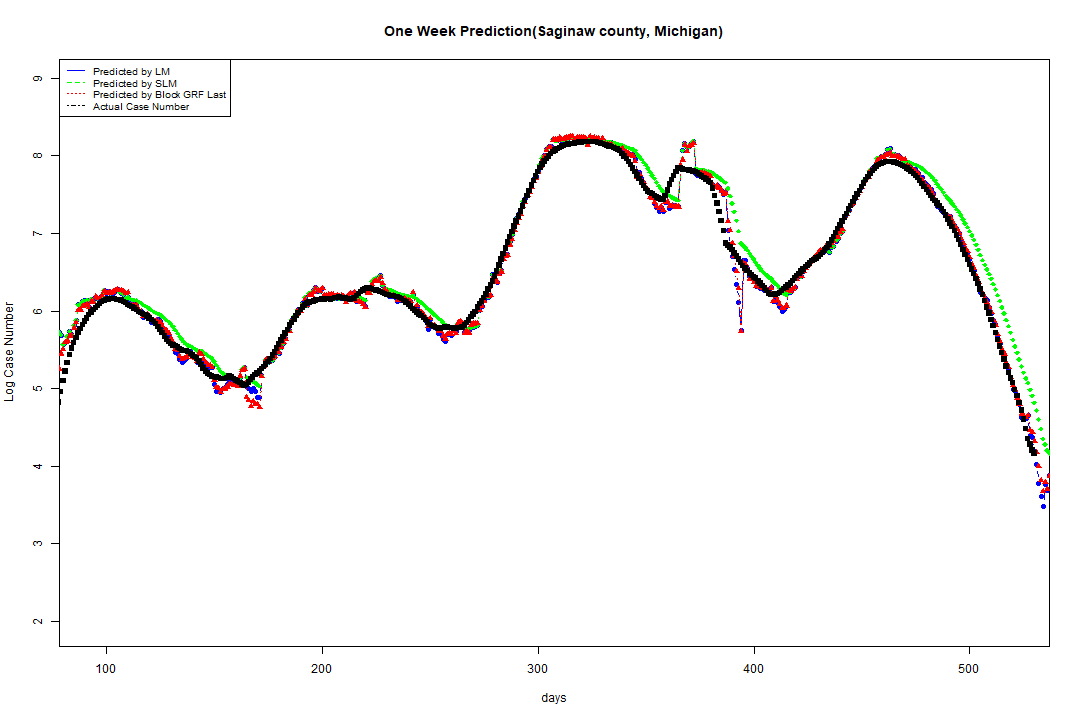 One Week Prediction(Saginaw county, Michigan)
Predicted by LM
Predicted by SLM
Predicted by Block GRF Last
Actual Case Number
9
8
7
6
5
4
3
2
Log Case Number
100 200 300 400 500
days